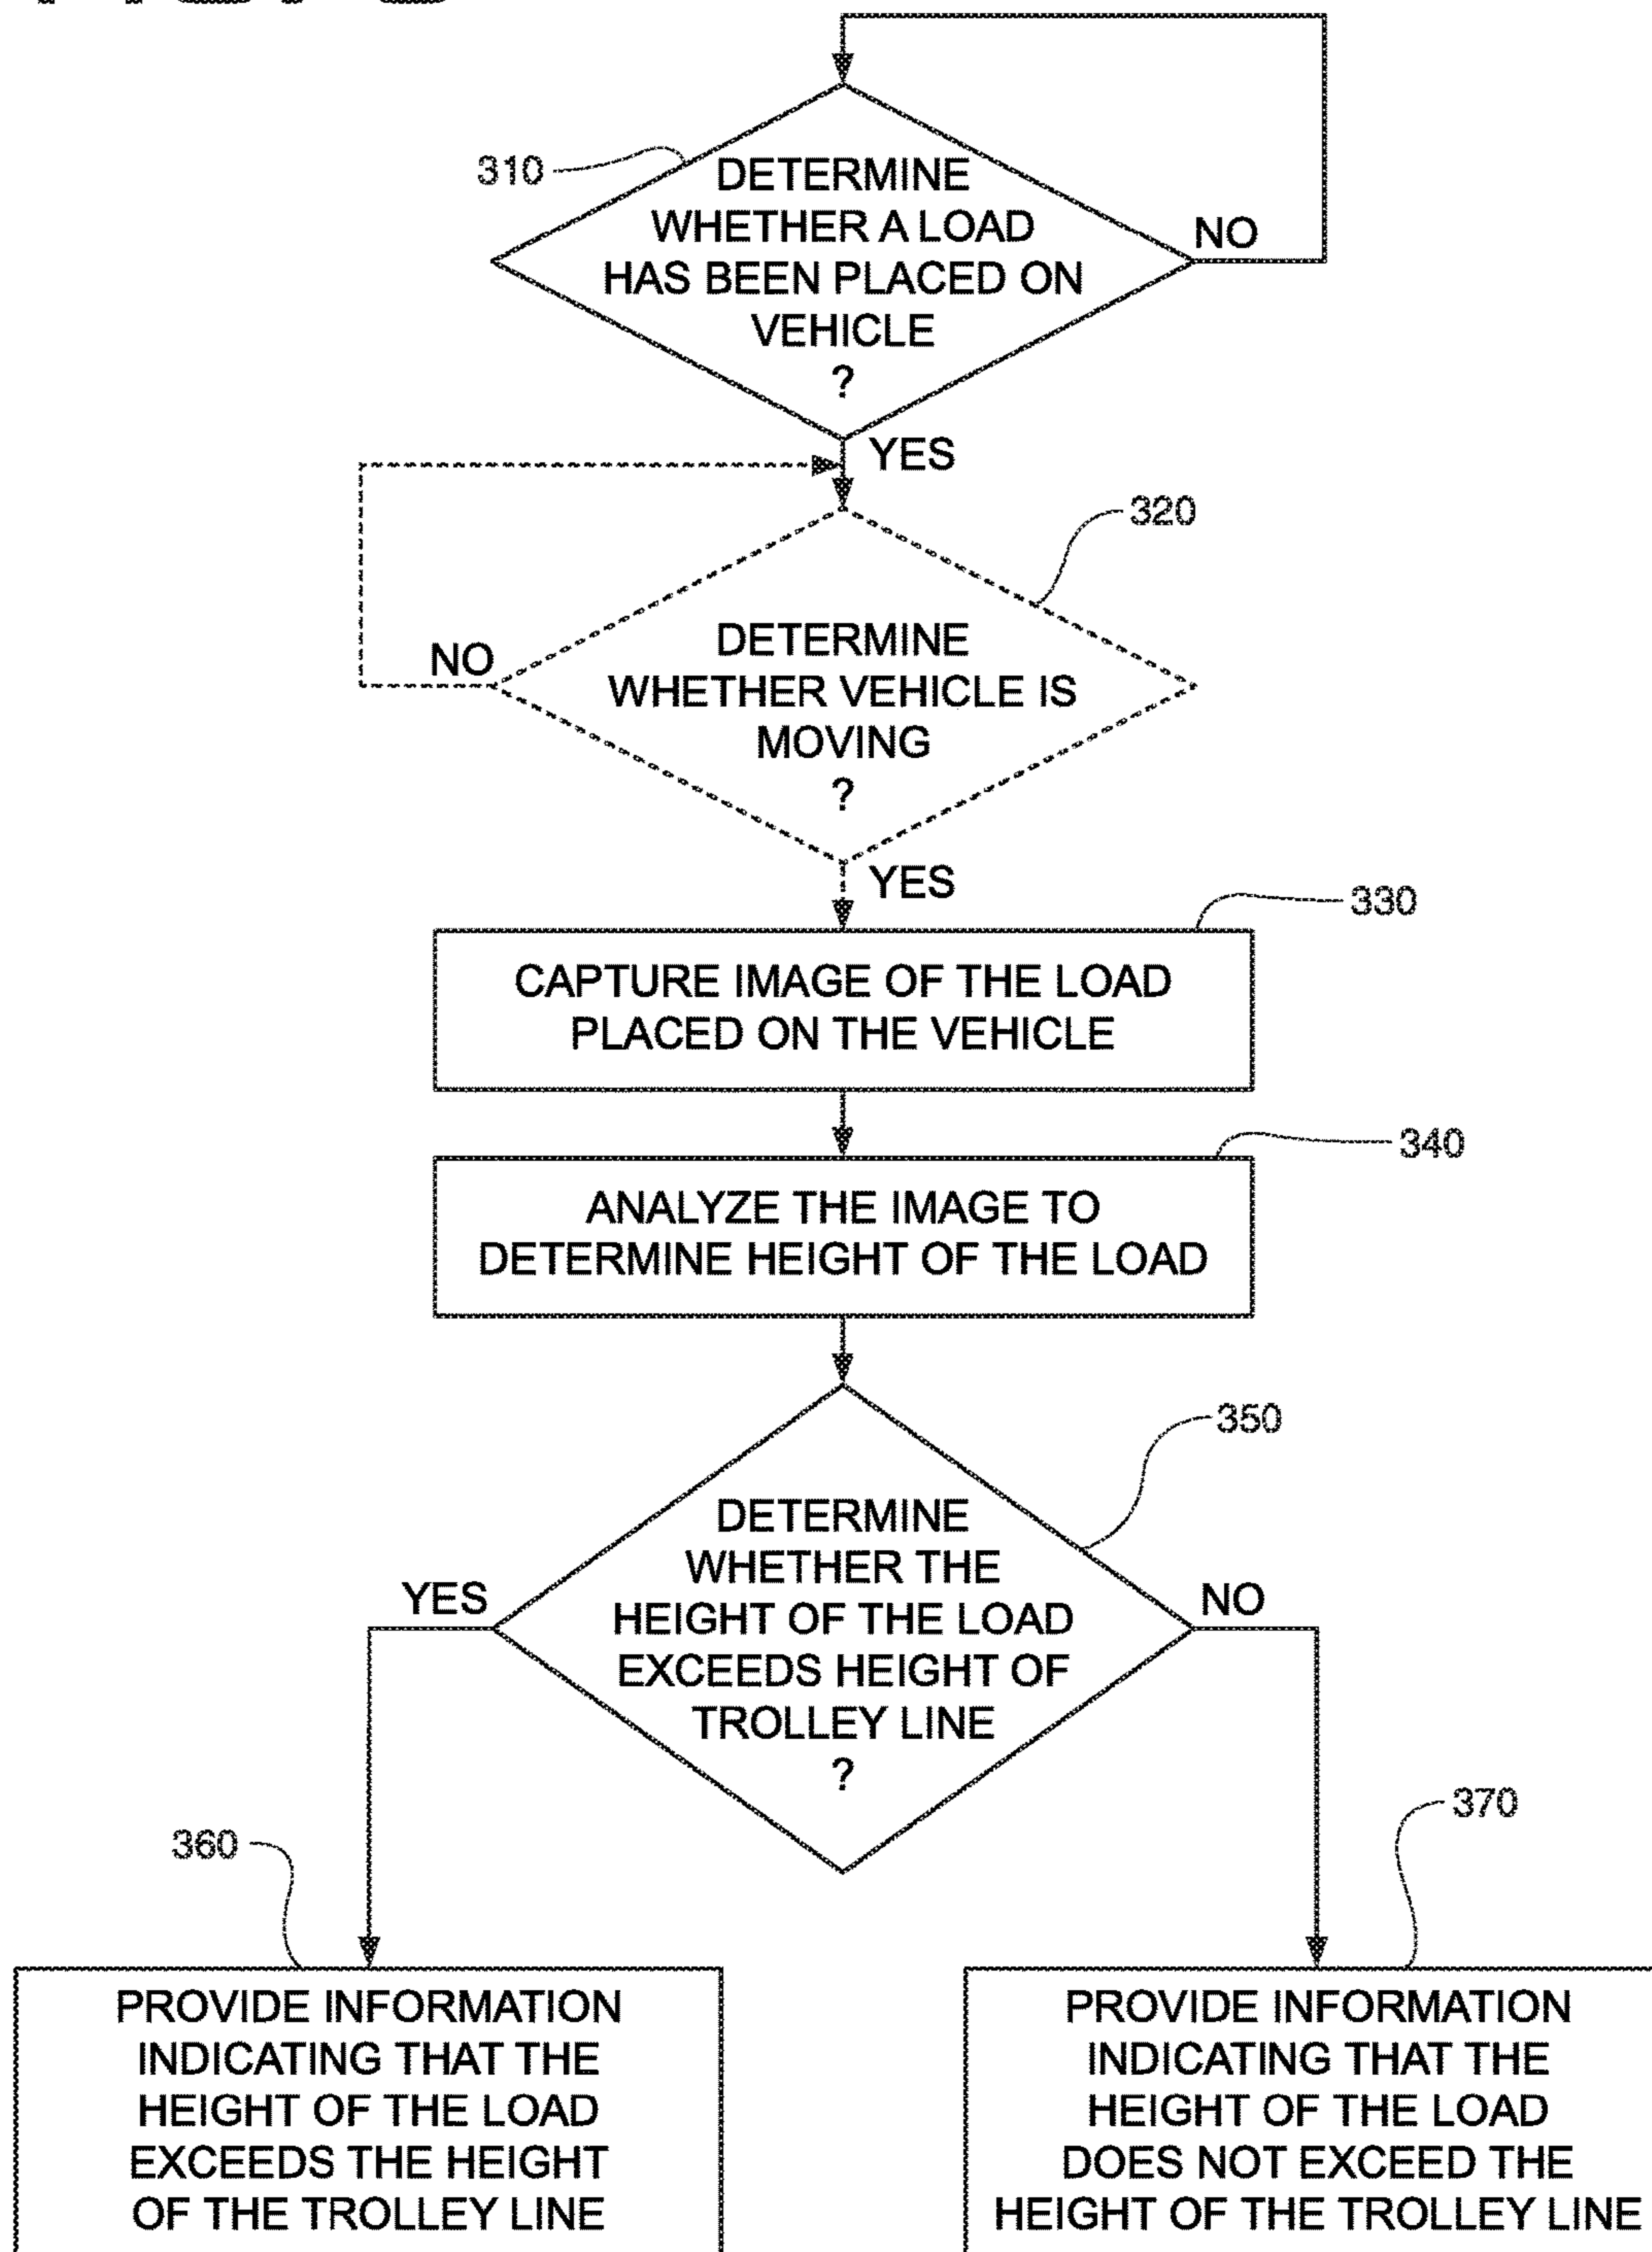 310
DETERMINE
WHETHER A LOAD
HAS BEEN PLACED ON
VEHICLE
?
NO
YES
320
DETERMINE
WHETHER VEHICLE IS
MOVING
?
NO
YES
330
CAPTURE IMAGE OF THE LOAD
PLACED ON THE VEHICLE
340
ANALYZE THE IMAGE TO
DETERMINE HEIGHT OF THE LOAD
350
DETERMINE
WHETHER THE
HEIGHT OF THE LOAD
EXCEEDS HEIGHT OF
TROLLEY LINE
?
YES
NO
360
PROVIDE INFORMATION
INDICATING THAT THE
HEIGHT OF THE LOAD
EXCEEDS THE HEIGHT
OF THE TROLLEY LINE
370
PROVIDE INFORMATION
INDICATING THAT THE
HEIGHT OF THE LOAD
DOES NOT EXCEED THE
HEIGHT OF THE TROLLEY LINE